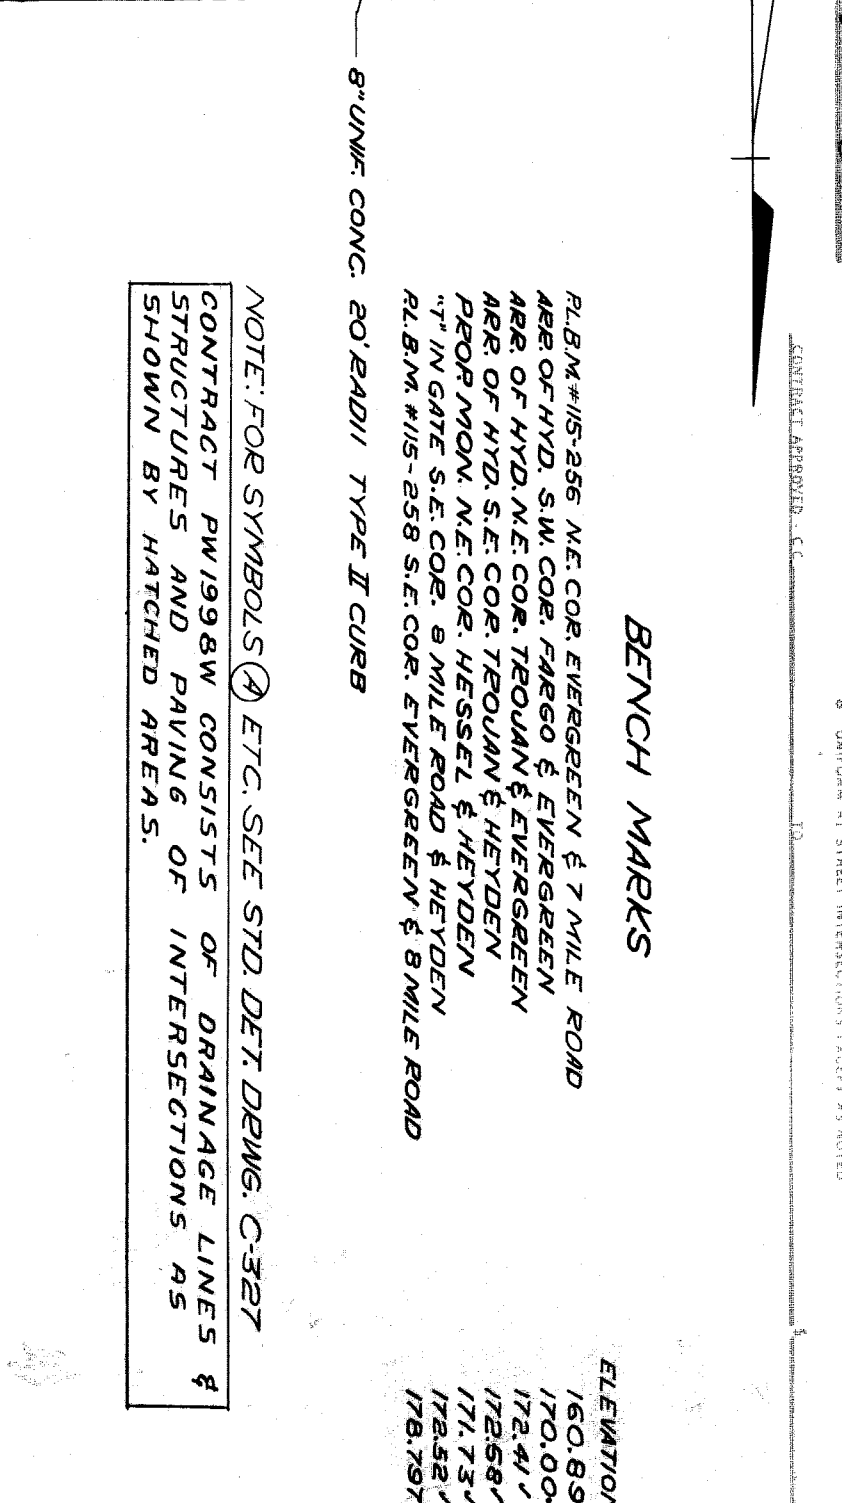 CONTRACT APPROVED - C.C. TO
BENCH MARKS
ELEVATION
P.L.B.M. #115-256 N.E. COR. EVERGREEN & 7 MILE ROAD 160.89
ARR. OF HYD. S.W. COR. FARGO & EVERGREEN 170.00
ARR. OF HYD. N.E. COR. TROJAN & EVERGREEN 172.41 ✓
ARR. OF HYD. S.E. COR. TROJAN & HEYDEN 172.68 ✓
PROP. MON. N.E. COR. HESSEL & HEYDEN 171.73 ✓
"T" IN GATE S.E. COR. 8 MILE ROAD & HEYDEN 172.52 ✓
P.L.B.M. #115-258 S.E. COR. EVERGREEN & 8 MILE ROAD 178.797
8" UNIF. CONC. 20' RADII TYPE II CURB
NOTE: FOR SYMBOLS A ETC. SEE STD. DET. DRWG. C-327
CONTRACT PW1998W CONSISTS OF DRAINAGE LINES &
STRUCTURES AND PAVING OF INTERSECTIONS AS
SHOWN BY HATCHED AREAS.